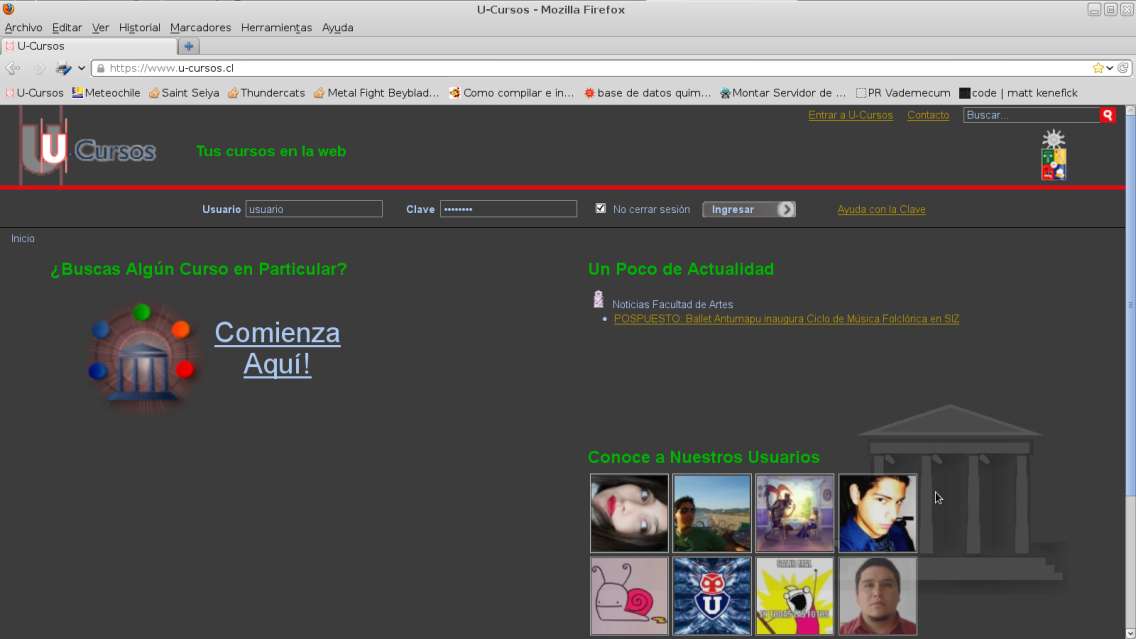 U-Cursos - Mozilla Firefox
Archivo Editar Ver Historial Marcadores Herramientas Ayuda
U-Cursos
https://www.u-cursos.cl
U-Cursos Meteochile Saint Seiya Thundercats Metal Fight Beyblad... Como compilar e in... base de datos quim... Montar Servidor de ... PR Vademecum code | matt kenefick
Entrar a U-Cursos Contacto Buscar...
U Cursos Tus cursos en la web
Usuario usuario Clave •••••••• No cerrar sesión Ingresar Ayuda con la Clave
Inicio
¿Buscas Algún Curso en Particular?
Comienza
Aquí!
Un Poco de Actualidad
Noticias Facultad de Artes
POSPUESTO: Ballet Antumapu inaugura Ciclo de Música Folclórica en SIZ
Conoce a Nuestros Usuarios
U